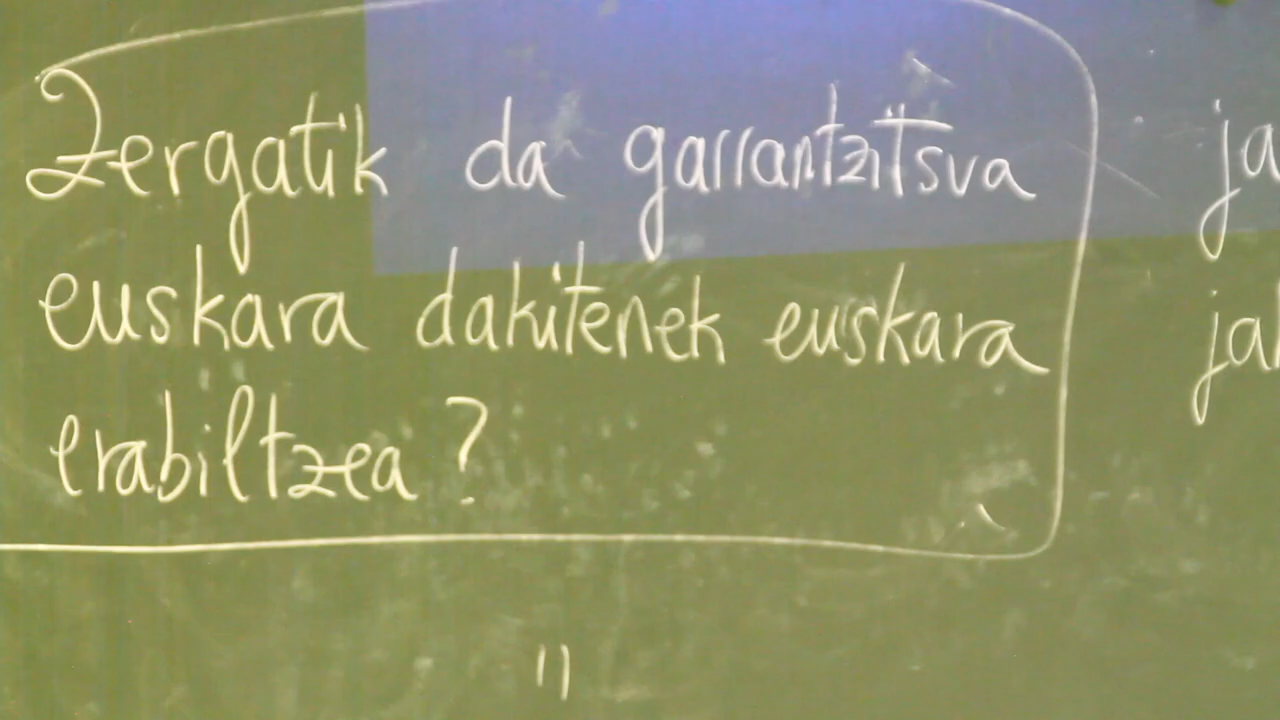 Zergatik da garrantzitsua
euskara dakitenek euskara
erabiltzea?